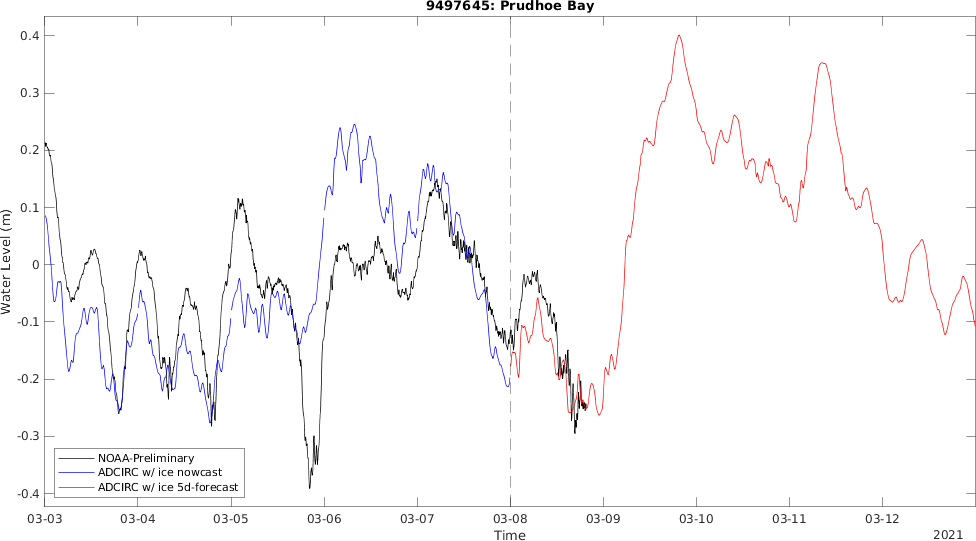 9497645: Prudhoe Bay
0.4
0.3
0.2
0.1
0
-0.1
-0.2
-0.3
-0.4
Water Level (m)
NOAA-Preliminary
ADCIRC w/ ice nowcast
ADCIRC w/ ice 5d-forecast
03-03 03-04 03-05 03-06 03-07 03-08 03-09 03-10 03-11 03-12
Time
2021